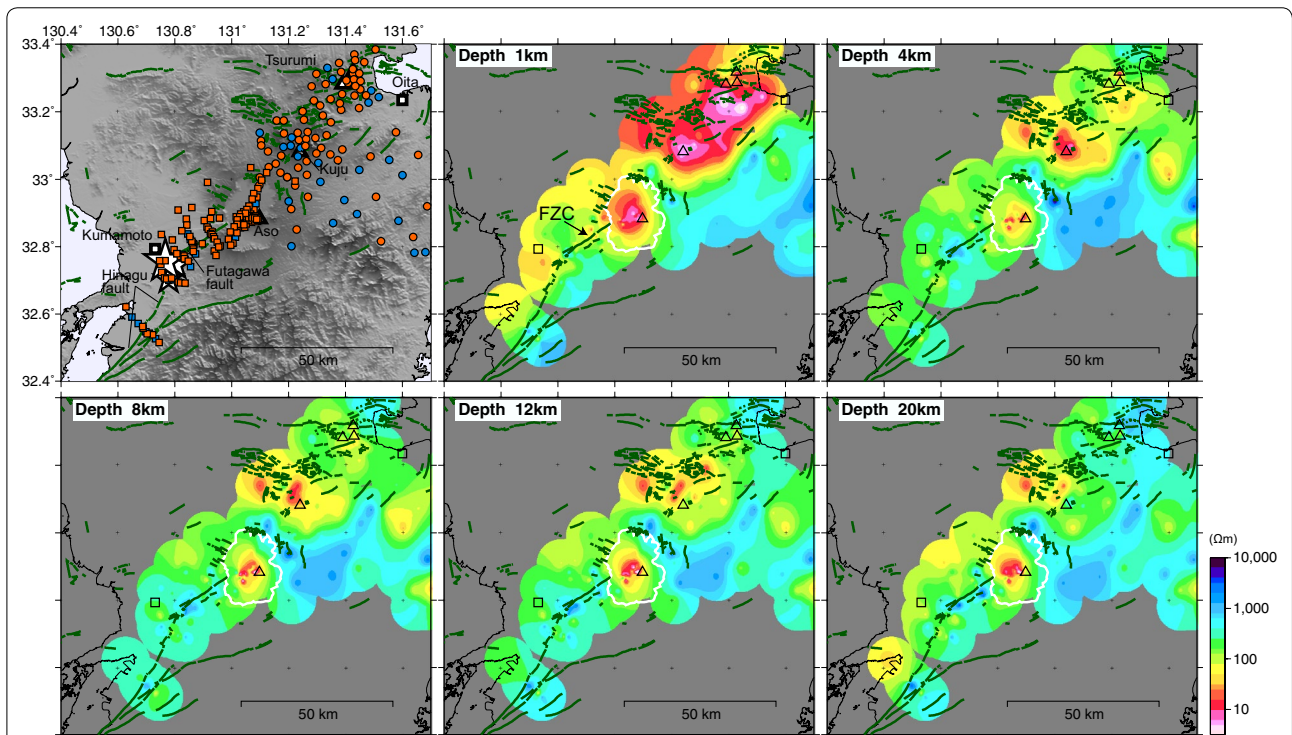 130.4˚ 130.6˚ 130.8˚ 131˚ 131.2˚ 131.4˚ 131.6˚
33.4˚
33.2˚
33˚
32.8˚
32.6˚
32.4˚
Tsurumi
Oita
Kuju
Aso
Kumamoto
Hinagu
fault
Futagawa
fault
50 km
Depth 1km
FZC
50 km
Depth 4km
50 km
Depth 8km
50 km
Depth 12km
50 km
Depth 20km
50 km
(Ωm)
10,000
1,000
100
10